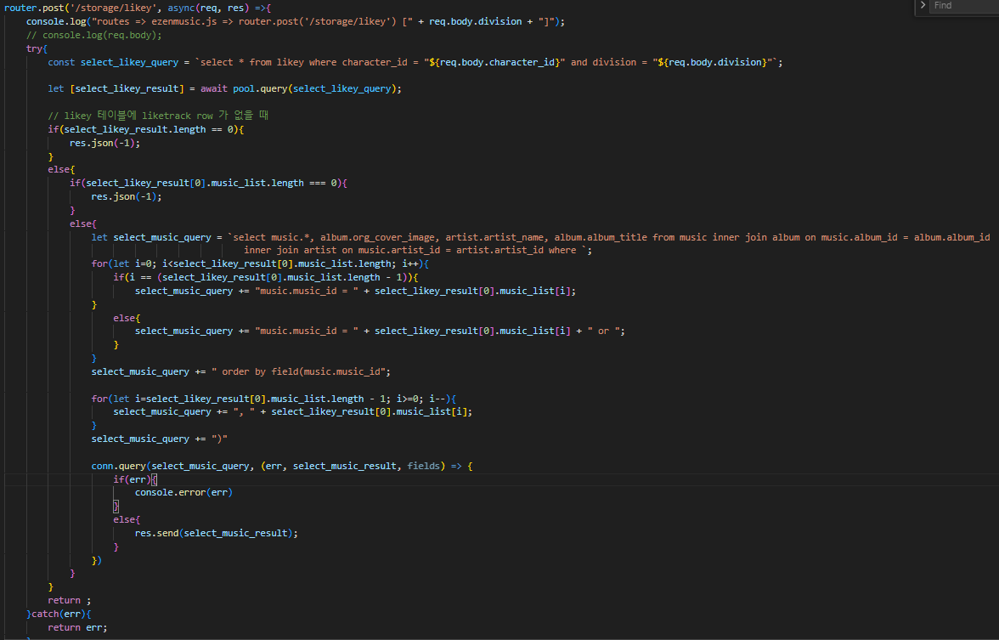 router.post('/storage/likey', async(req, res) =>{
Find
console.log("routes => ezenmusic.js => router.post('/storage/likey') [" + req.body.division + "]");
// console.log(req.body);
try{
const select_likey_query = `select * from likey where character_id = "${req.body.character_id}" and division = "${req.body.division}"`;
let [select_likey_result] = await pool.query(select_likey_query);
// likey 테이블에 liketrack row 가 없을 때
if(select_likey_result.length == 0){
res.json(-1);
}
else{
if(select_likey_result[0].music_list.length === 0){
res.json(-1);
}
else{
let select_music_query = `select music.*, album.org_cover_image, artist.artist_name, album.album_title from music inner join album on music.album_id = album.album_id
inner join artist on music.artist_id = artist.artist_id where `;
for(let i=0; i<select_likey_result[0].music_list.length; i++){
if(i == (select_likey_result[0].music_list.length - 1)){
select_music_query += "music.music_id = " + select_likey_result[0].music_list[i];
}
else{
select_music_query += "music.music_id = " + select_likey_result[0].music_list[i] + " or ";
}
}
select_music_query += " order by field(music.music_id";
for(let i=select_likey_result[0].music_list.length - 1; i>=0; i--){
select_music_query += ", " + select_likey_result[0].music_list[i];
}
select_music_query += ")"
conn.query(select_music_query, (err, select_music_result, fields) => {
if(err){
console.error(err)
}
else{
res.send(select_music_result);
}
})
}
}
return ;
}catch(err){
return err;